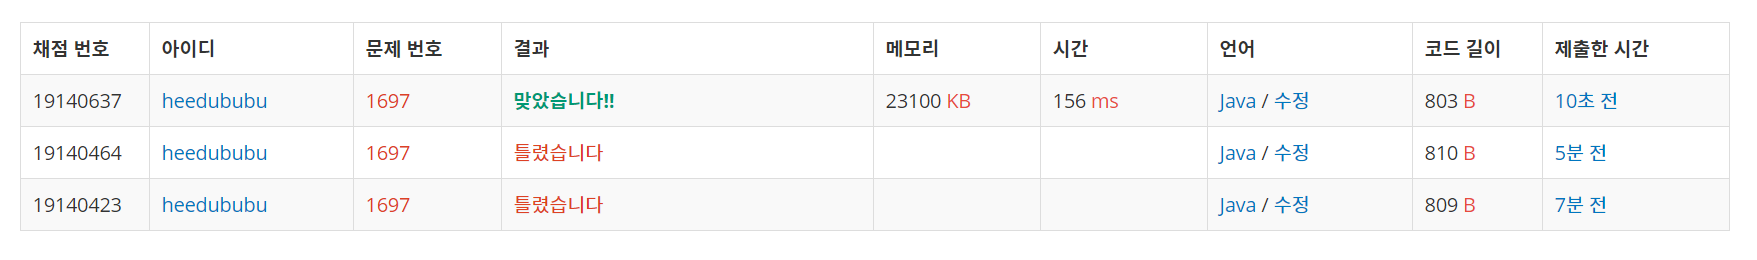 채점 번호 아이디 문제 번호 결과 메모리 시간 언어 코드 길이 제출한 시간
19140637 heedububu 1697 맞았습니다!! 23100 KB 156 ms Java / 수정 803 B 10초 전
19140464 heedububu 1697 틀렸습니다 Java / 수정 810 B 5분 전
19140423 heedububu 1697 틀렸습니다 Java / 수정 809 B 7분 전